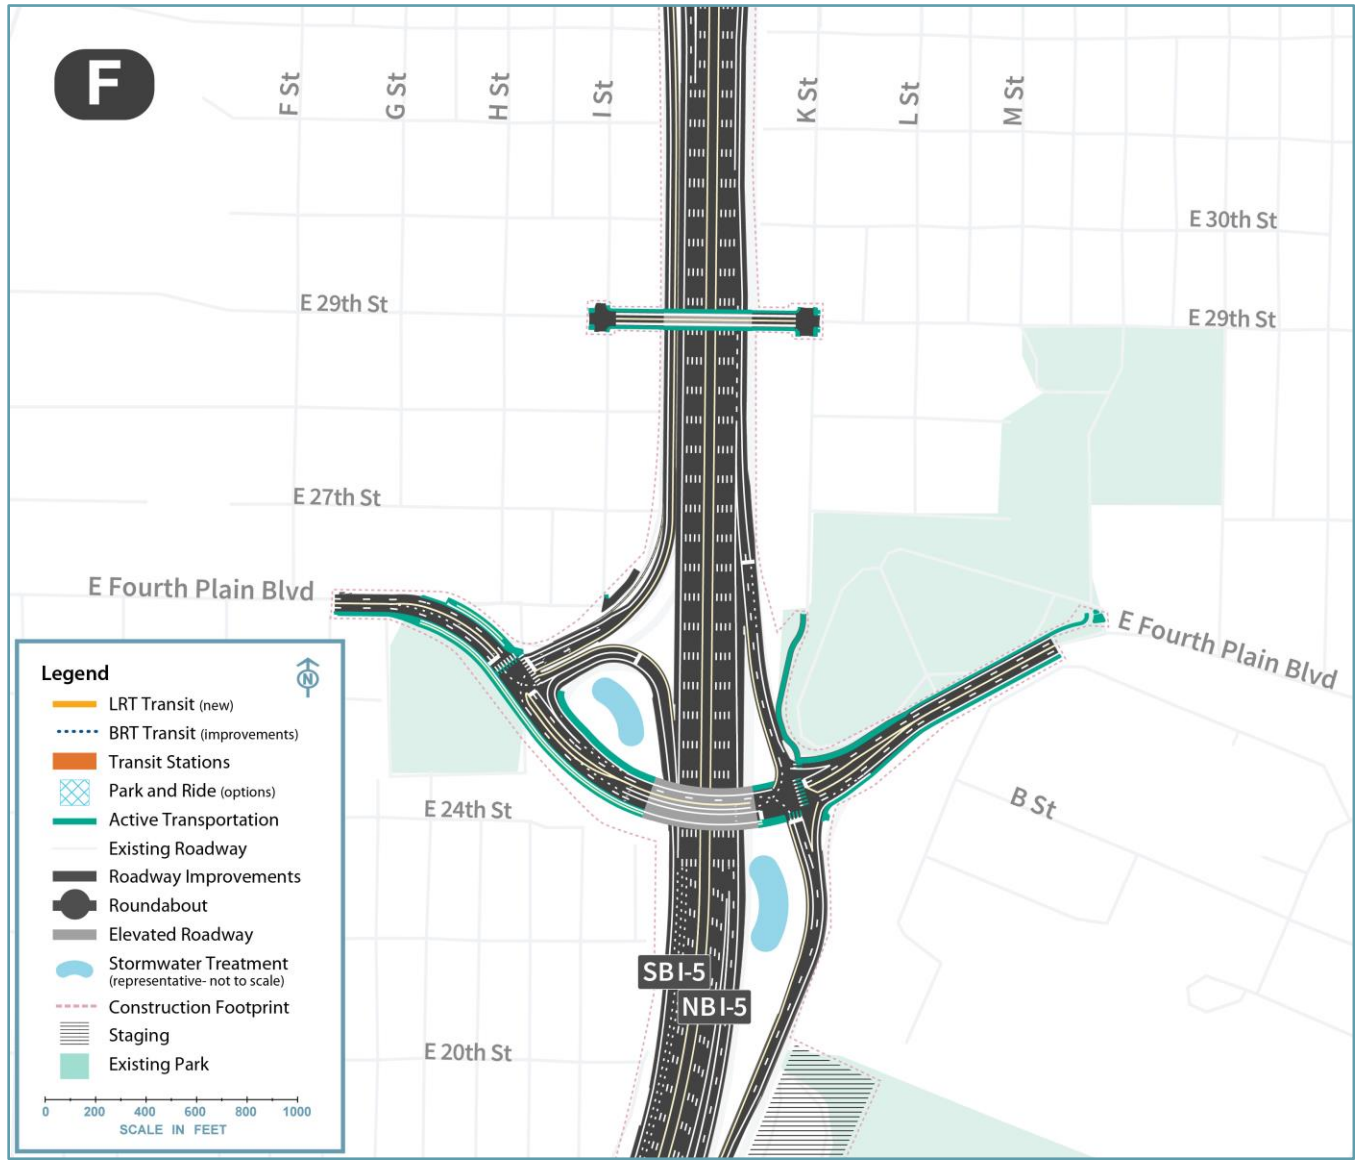 F
F St
G St
H St
I St
K St
L St
M St
E 30th St
E 29th St
E 29th St
E 27th St
E Fourth Plain Blvd
E Fourth Plain Blvd
E 24th St
B St
SB I-5
NB I-5
E 20th St
Legend
N
LRT Transit (new)
BRT Transit (improvements)
Transit Stations
Park and Ride (options)
Active Transportation
Existing Roadway
Roadway Improvements
Roundabout
Elevated Roadway
Stormwater Treatment
(representative- not to scale)
Construction Footprint
Staging
Existing Park
0 200 400 600 800 1000
SCALE IN FEET